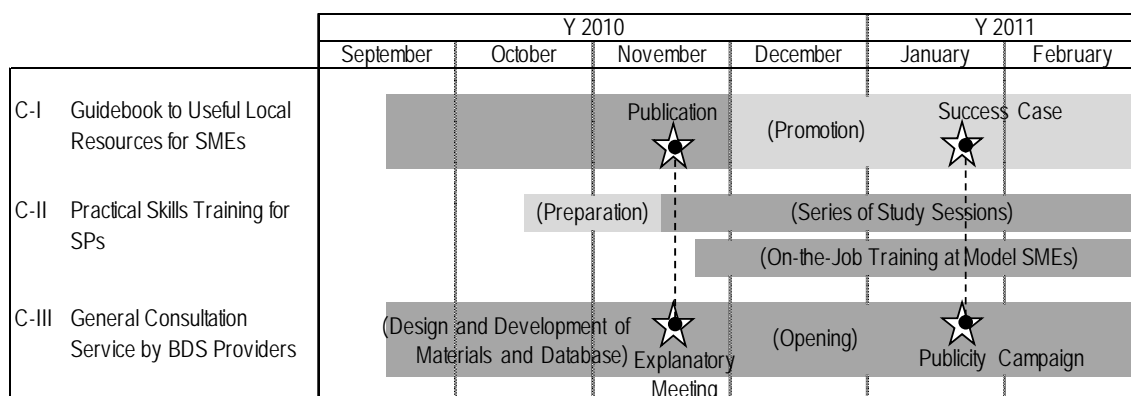 Y 2010
Y 2011
September
October
November
December
January
February
C-I
Guidebook to Useful Local
Resources for SMEs
Publication
(Promotion)
Success Case
C-II
Practical Skills Training for
SPs
(Preparation)
(Series of Study Sessions)
(On-the-Job Training at Model SMEs)
C-III
General Consultation
Service by BDS Providers
(Design and Development of
Materials and Database)
Explanatory
Meeting
(Opening)
Publicity Campaign